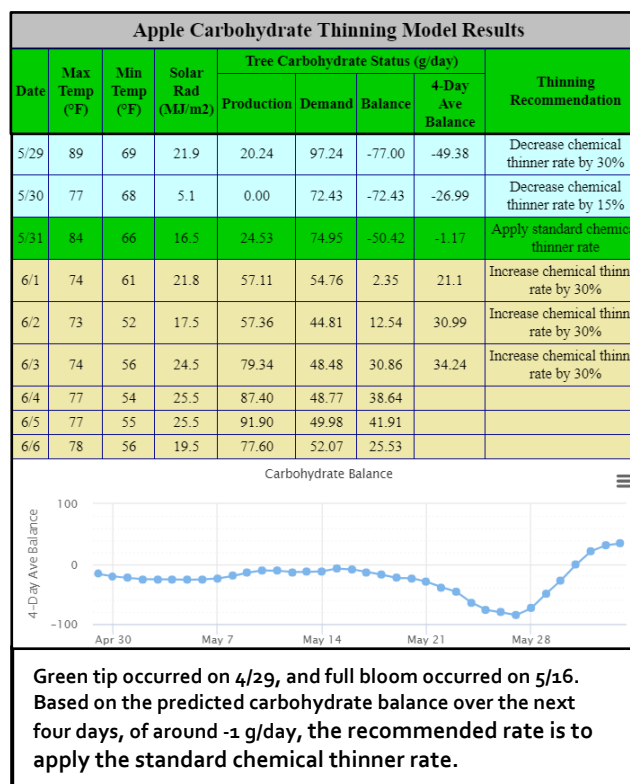 Apple Carbohydrate Thinning Model Results
Date Max Temp (°F) Min Temp (°F) Solar Rad (MJ/m2) Tree Carbohydrate Status (g/day) Thinning Recommendation
Production Demand Balance 4-Day Ave Balance
5/29 89 69 21.9 20.24 97.24 -77.00 -49.38 Decrease chemical thinner rate by 30%
5/30 77 68 5.1 0.00 72.43 -72.43 -26.99 Decrease chemical thinner rate by 15%
5/31 84 66 16.5 24.53 74.95 -50.42 -1.17 Apply standard chemic thinner rate
6/1 74 61 21.8 57.11 54.76 2.35 21.1 Increase chemical thinn rate by 30%
6/2 73 52 17.5 57.36 44.81 12.54 30.99 Increase chemical thinn rate by 30%
6/3 74 56 24.5 79.34 48.48 30.86 34.24 Increase chemical thinn rate by 30%
6/4 77 54 25.5 87.40 48.77 38.64
6/5 77 55 25.5 91.90 49.98 41.91
6/6 78 56 19.5 77.60 52.07 25.53
Carbohydrate Balance
4-Day Ave Balance
100
0
-100
Apr 30 May 7 May 14 May 21 May 28
Green tip occurred on 4/29, and full bloom occurred on 5/16.
Based on the predicted carbohydrate balance over the next
four days, of around -1 g/day, the recommended rate is to
apply the standard chemical thinner rate.